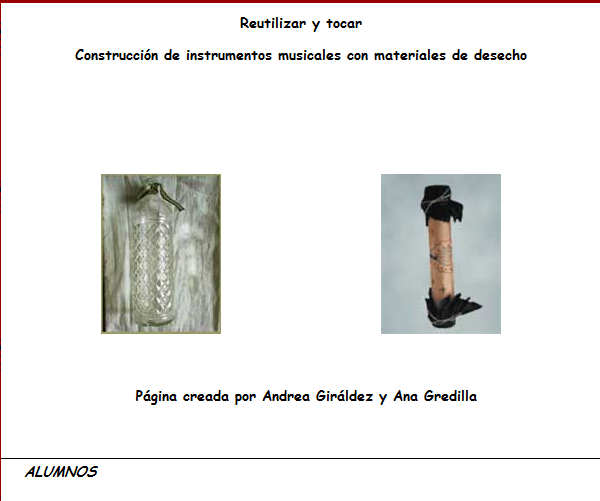 Reutilizar y tocar
Construcción de instrumentos musicales con materiales de desecho
Página creada por Andrea Giráldez y Ana Gredilla
ALUMNOS